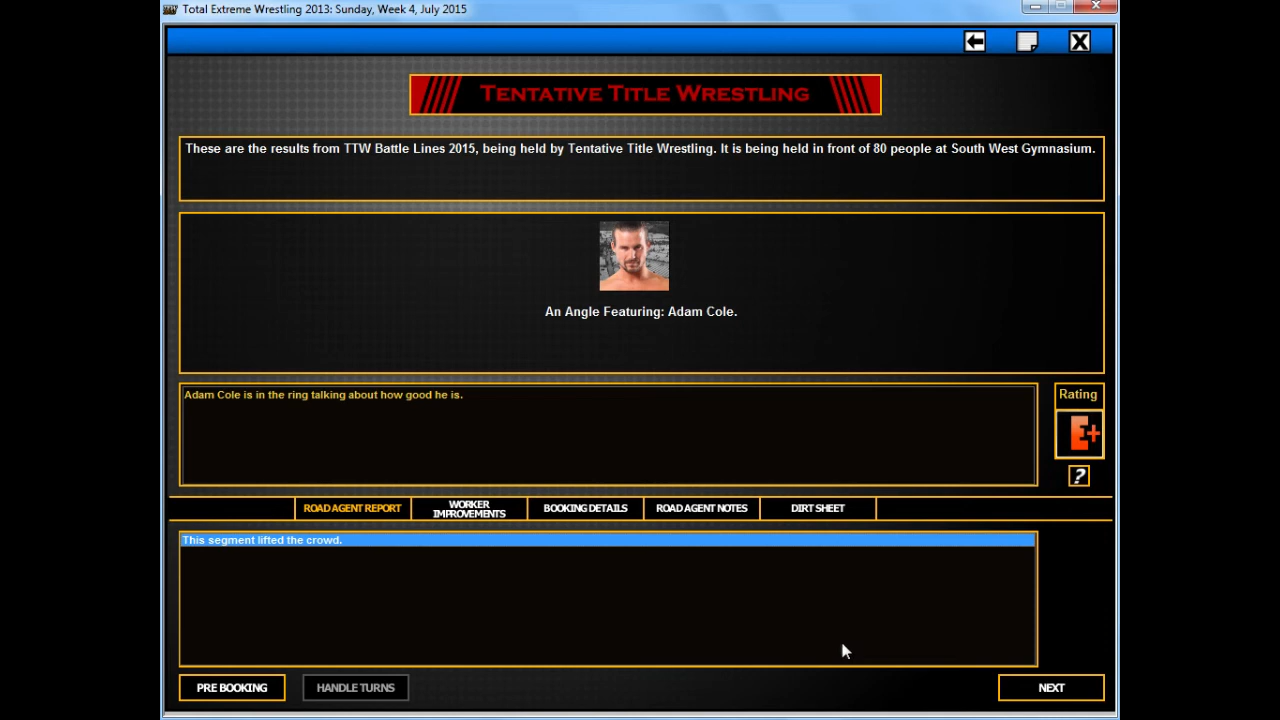 Total Extreme Wrestling 2013: Sunday, Week 4, July 2015
TENTATIVE TITLE WRESTLING
These are the results from TTW Battle Lines 2015, being held by Tentative Title Wrestling. It is being held in front of 80 people at South West Gymnasium.
An Angle Featuring: Adam Cole.
Adam Cole is in the ring talking about how good he is.
Rating
E+
?
ROAD AGENT REPORT
WORKER
IMPROVEMENTS
BOOKING DETAILS
ROAD AGENT NOTES
DIRT SHEET
This segment lifted the crowd.
PRE BOOKING
HANDLE TURNS
NEXT